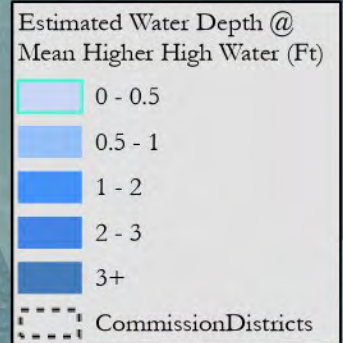 Estimated Water Depth @
Mean Higher High Water (Ft)
0 - 0.5
0.5 - 1
1 - 2
2 - 3
3+
CommissionDistricts